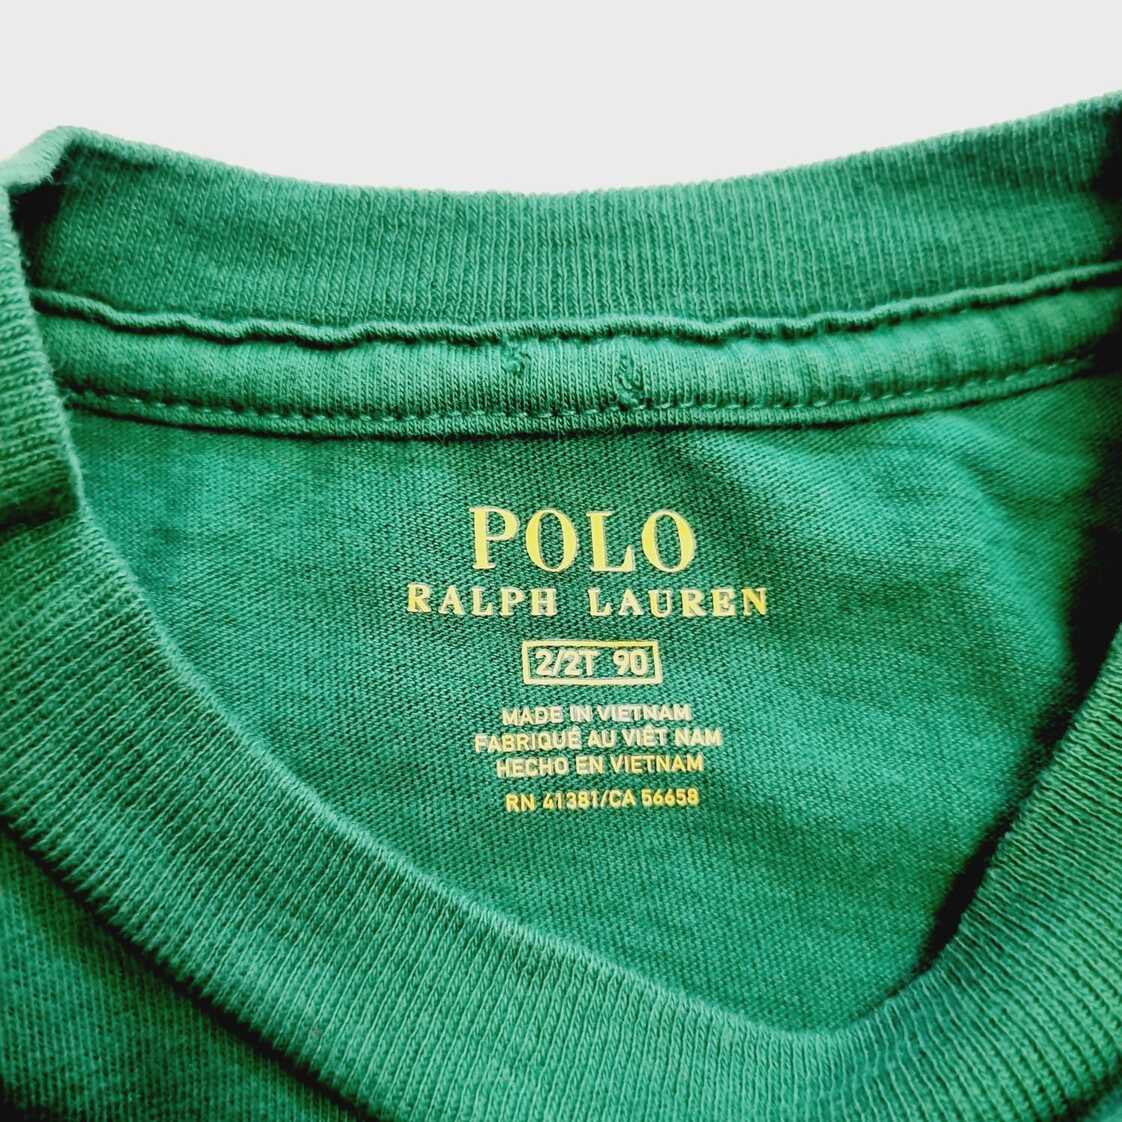 POLO
RALPH LAUREN
2/2T 90
MADE IN VIETNAM
FABRIQUÉ AU VIÊT NAM
HECHO EN VIETNAM
RN 41381/CA 56658